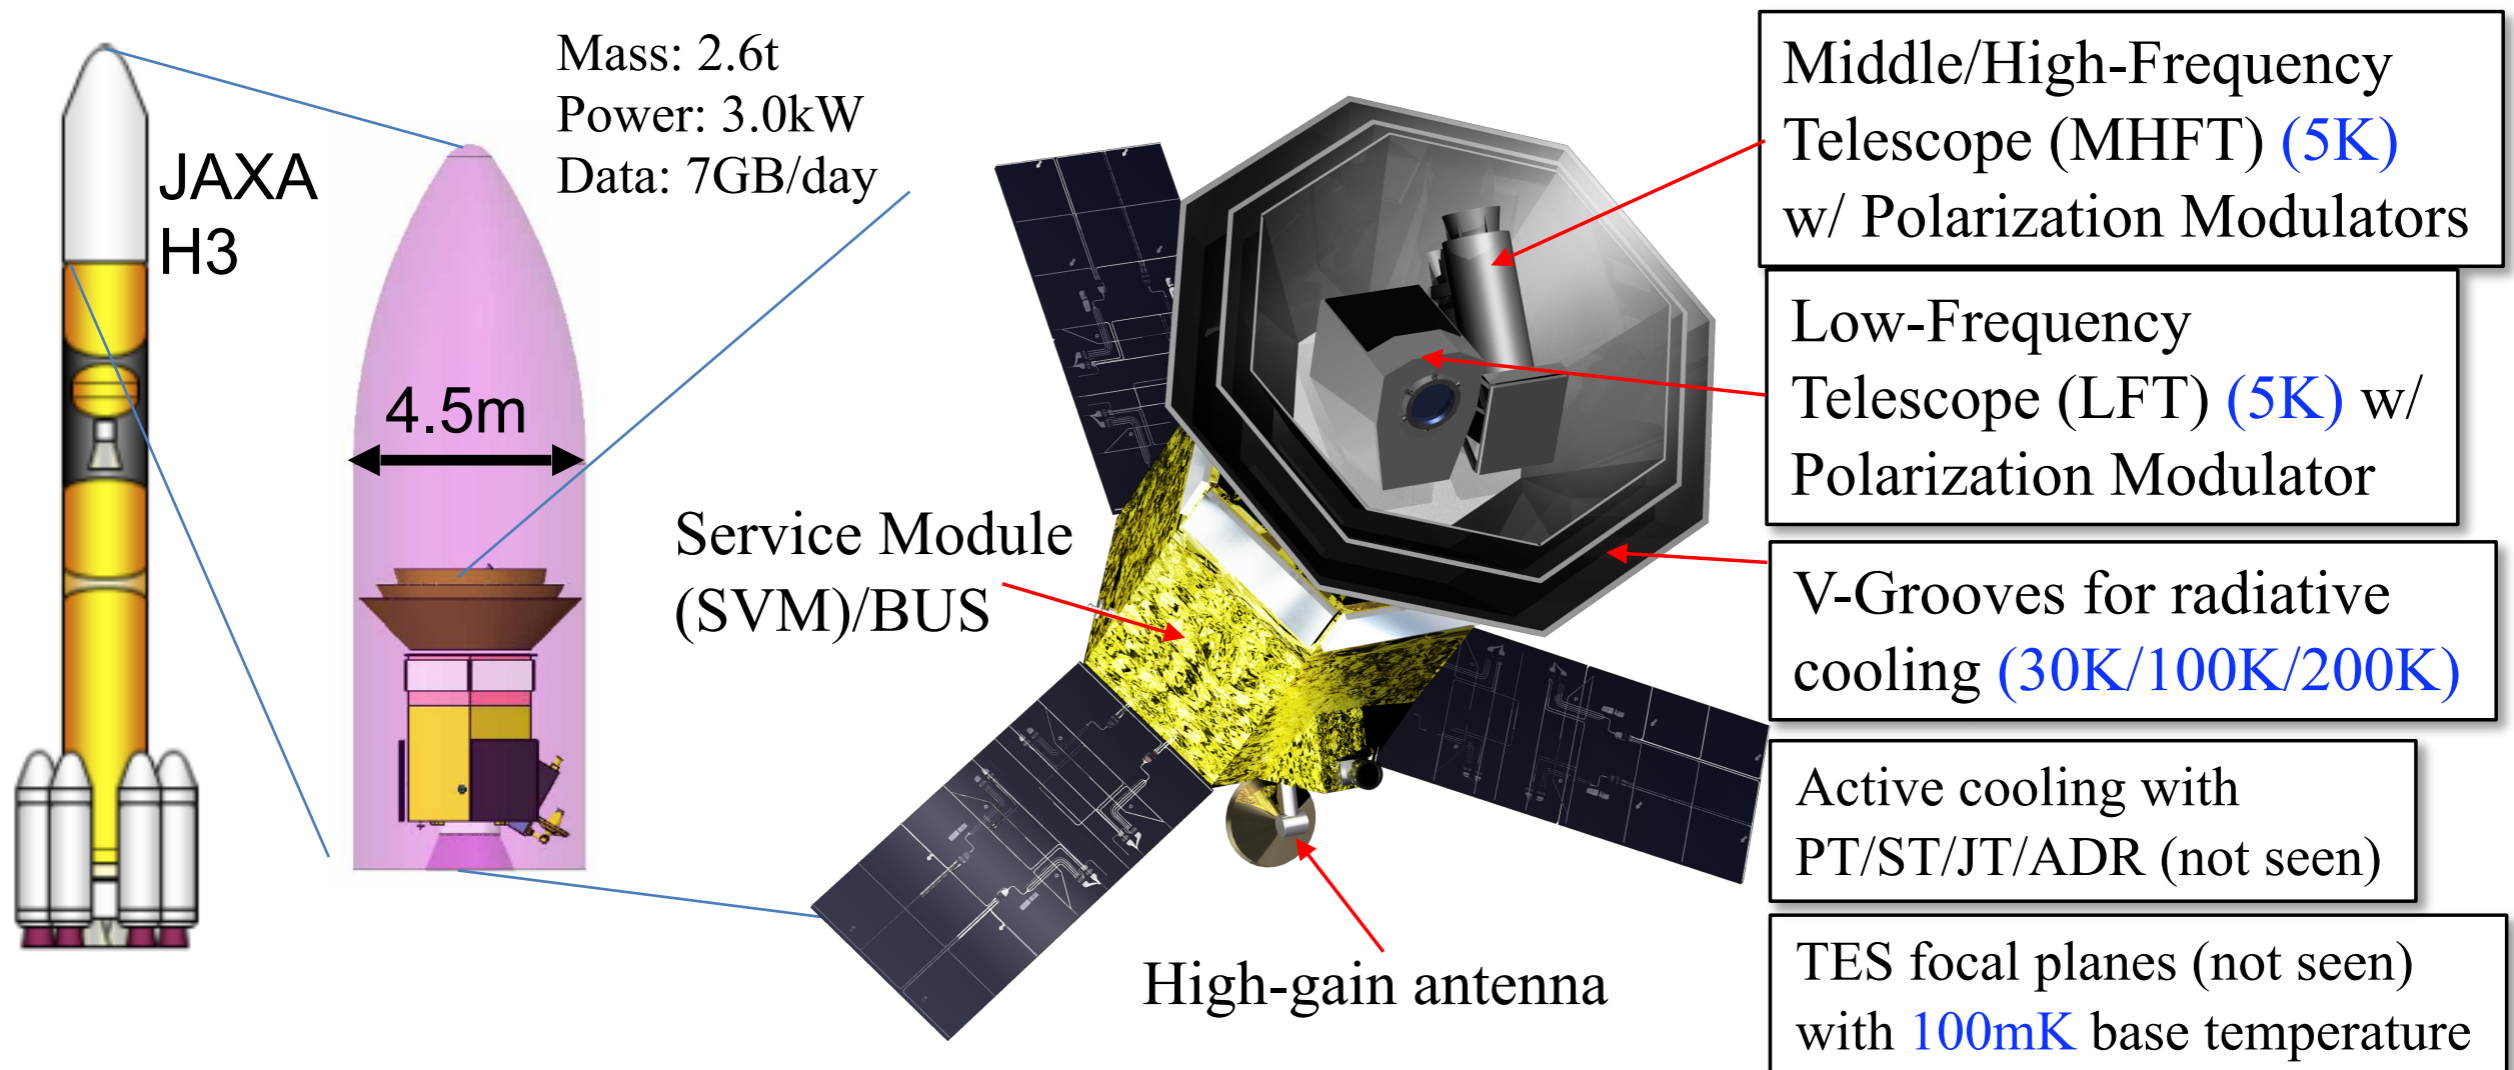 JAXA
H3
Mass: 2.6t
Power: 3.0kW
Data: 7GB/day
4.5m
Service Module
(SVM)/BUS
High-gain antenna
Middle/High-Frequency
Telescope (MHFT) (5K)
w/ Polarization Modulators
Low-Frequency
Telescope (LFT) (5K) w/
Polarization Modulator
V-Grooves for radiative
cooling (30K/100K/200K)
Active cooling with
PT/ST/JT/ADR (not seen)
TES focal planes (not seen)
with 100mK base temperature